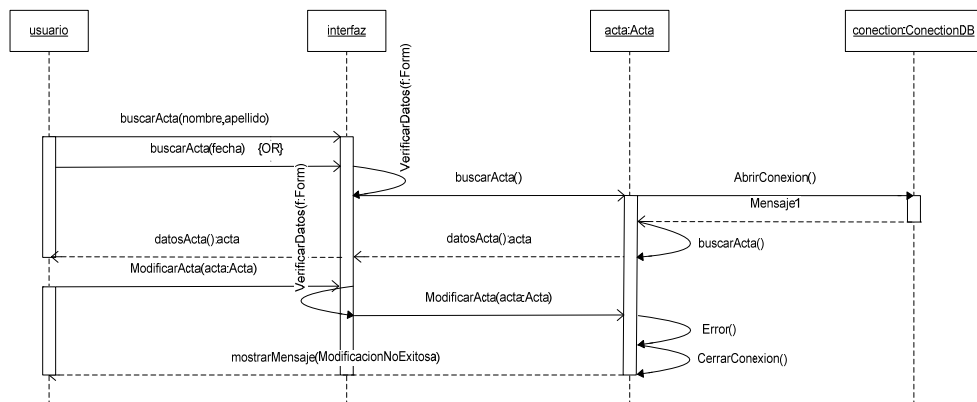 usuario
interfaz
acta:Acta
conection:ConectionDB
VerificarDatos(f:Form)
buscarActa(nombre,apellido)
buscarActa(fecha) {OR}
VerificarDatos(f:Form)
buscarActa()
AbrirConexion()
Mensaje1
datosActa():acta
datosActa():acta
buscarActa()
ModificarActa(acta:Acta)
ModificarActa(acta:Acta)
Error()
mostrarMensaje(ModificacionNoExitosa)
CerrarConexion()